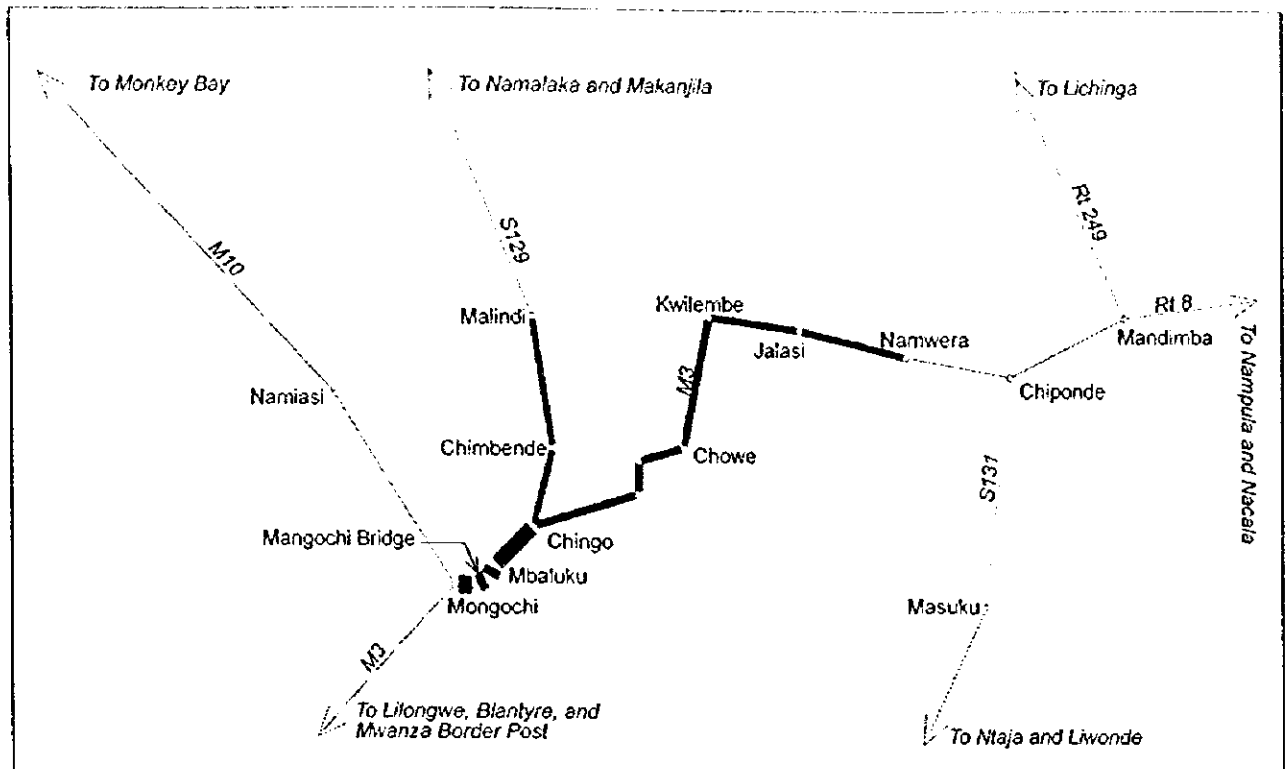 To Monkey Bay
To Namalaka and Makanjila
To Lichinga
M10
S129
Rt 249
Rt 8
Malindi
Kwilembe
Jalasi
Namwera
Mandimba
Chiponde
To Nampula and Nacala
Namiasi
M3
Chimbende
Chowe
S131
Mangochi Bridge
Chingo
Mbaluku
Mongochi
Masuku
M3
To Lilongwe, Blantyre, and
Mwanza Border Post
To Ntaja and Liwonde